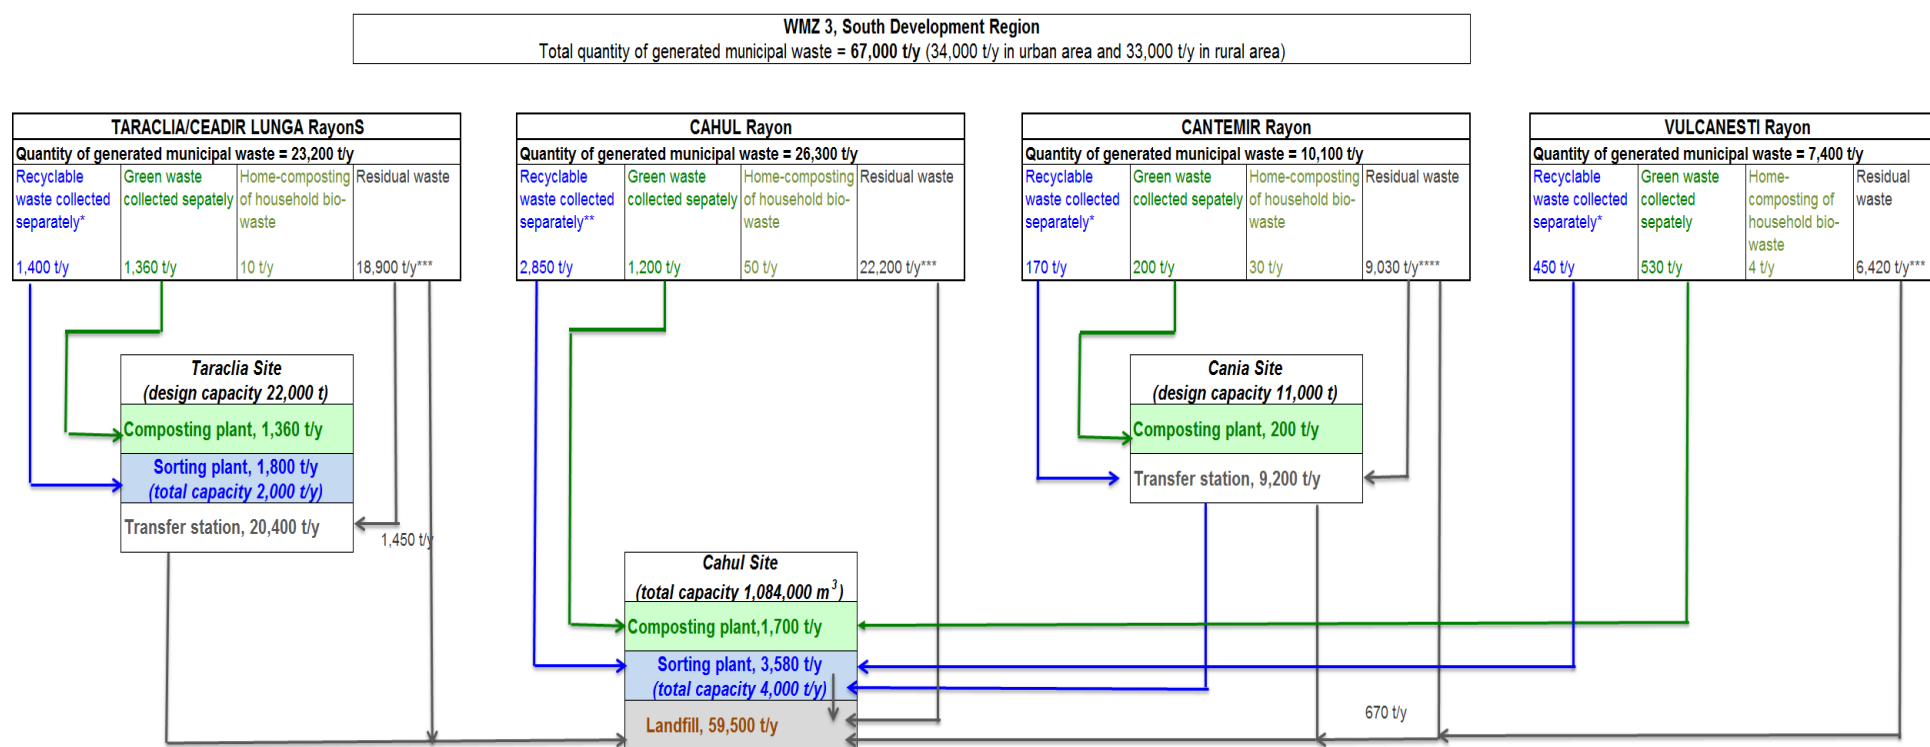 WMZ 3, South Development Region
Total quantity of generated municipal waste = 67,000 t/y (34,000 t/y in urban area and 33,000 t/y in rural area)
TARACLIA/CEADIR LUNGA RayonS
Quantity of generated municipal waste = 23,200 t/y
Recyclable
waste collected
separately*
1,400 t/y
Green waste
collected sepately
1,360 t/y
Home-composting
of household bio-
waste
10 t/y
Residual waste
18,900 t/y***
CAHUL Rayon
Quantity of generated municipal waste = 26,300 t/y
Recyclable
waste collected
separately**
2,850 t/y
Green waste
collected sepately
1,200 t/y
Home-composting
of household bio-
waste
50 t/y
Residual waste
22,200 t/y***
CANTEMIR Rayon
Quantity of generated municipal waste = 10,100 t/y
Recyclable
waste collected
separately*
170 t/y
Green waste
collected sepately
200 t/y
Home-composting
of household bio-
waste
30 t/y
Residual waste
9,030 t/y****
VULCANESTI Rayon
Quantity of generated municipal waste = 7,400 t/y
Recyclable
waste collected
separately*
450 t/y
Green waste
collected
sepately
530 t/y
Home-
composting of
household bio-
waste
4 t/y
Residual
waste
6,420 t/y***
Taraclia Site
(design capacity 22,000 t)
Composting plant, 1,360 t/y
Sorting plant, 1,800 t/y
(total capacity 2,000 t/y)
Transfer station, 20,400 t/y
1,450 t/y
Cania Site
(design capacity 11,000 t)
Composting plant, 200 t/y
Transfer station, 9,200 t/y
Cahul Site
(total capacity 1,084,000 m³)
Composting plant,1,700 t/y
Sorting plant, 3,580 t/y
(total capacity 4,000 t/y)
Landfill, 59,500 t/y
670 t/y